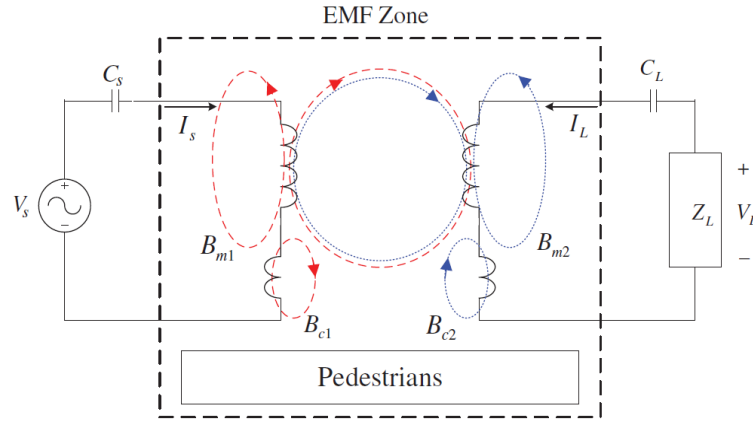 EMF Zone
C_s
C_L
I_s
I_L
+
V_s
−
Z_L
+
V_L
−
B_m1
B_m2
B_c1
B_c2
Pedestrians